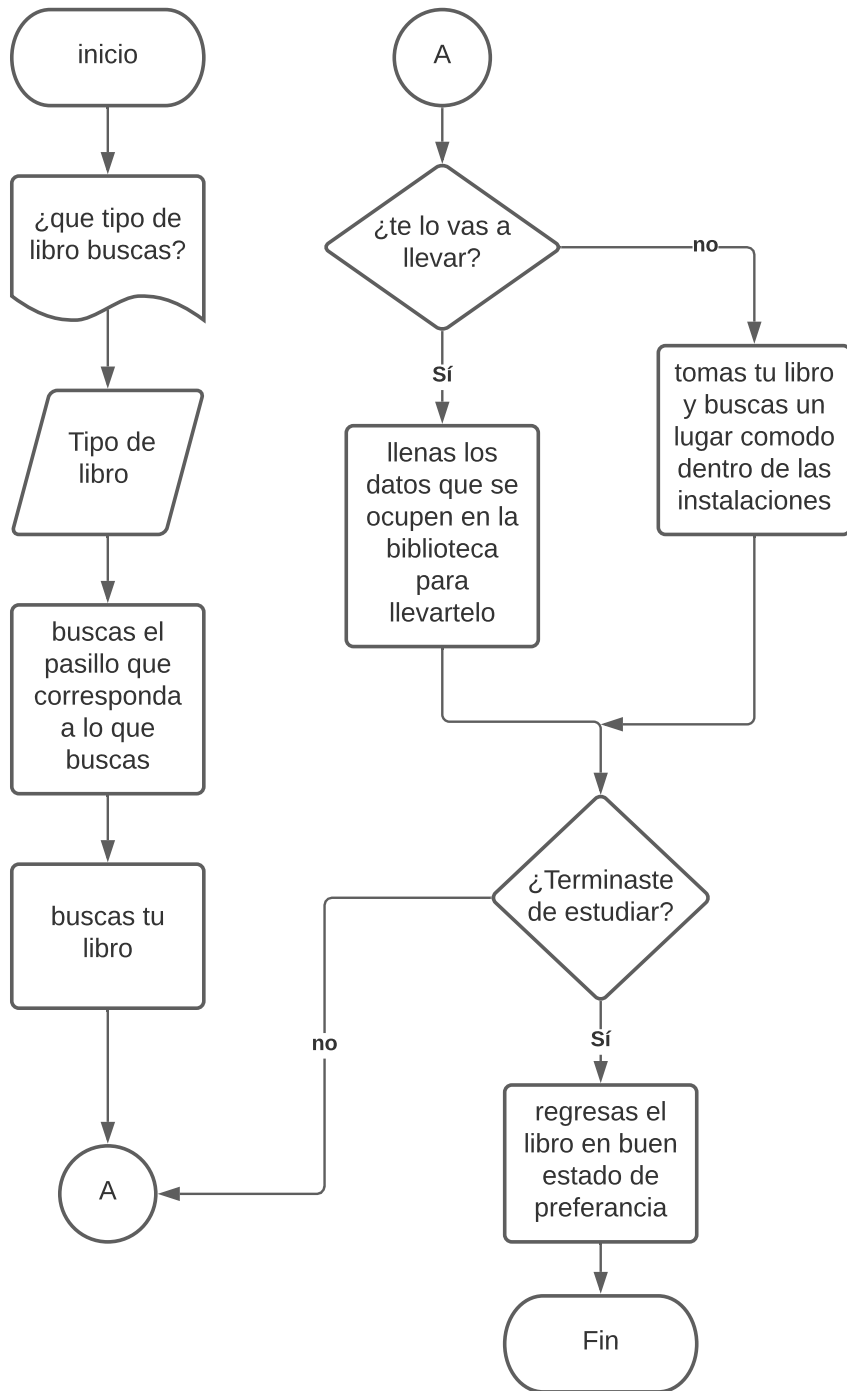 inicio
¿que tipo de
libro buscas?
Tipo de
libro
buscas el
pasillo que
corresponda
a lo que
buscas
buscas tu
libro
A
A
¿te lo vas a
llevar?
no
Sí
tomas tu libro
y buscas un
lugar comodo
dentro de las
instalaciones
llenas los
datos que se
ocupen en la
biblioteca
para
llevartelo
¿Terminaste
de estudiar?
no
Sí
regresas el
libro en buen
estado de
preferancia
Fin